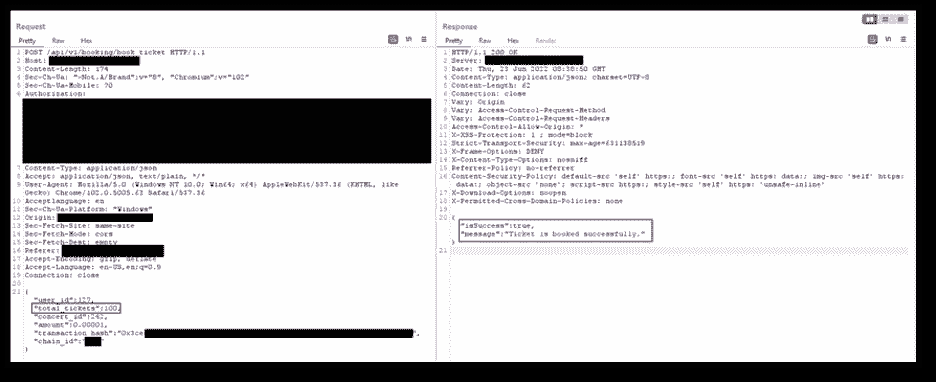 Request
Pretty Raw Hex
1 POST /api/v1/booking/book_ticket HTTP/1.1
2 Host:
3 Content-Length: 174
4 Sec-Ch-Ua: ">Not.A/Brand";v="8", "Chromium";v="102"
5 Sec-Ch-Ua-Mobile: ?0
6 Authorization:
7 Content-Type: application/json
8 Accept: application/json, text/plain, */*
9 User-Agent: Mozilla/5.0 (Windows NT 10.0; Win64; x64) AppleWebKit/537.36 (KHTML, like
Gecko) Chrome/102.0.5005.63 Safari/537.36
10 Acceptlanguage: en
11 Sec-Ch-Ua-Platform: "Windows"
12 Origin:
13 Sec-Fetch-Site: same-site
14 Sec-Fetch-Mode: cors
15 Sec-Fetch-Dest: empty
16 Referer:
17 Accept-Encoding: gzip, deflate
18 Accept-Language: en-US,en;q=0.9
19 Connection: close
20
21 {
"user_id":127,
"total_tickets":100,
"concert_id":242,
"amount":0.00001,
"transaction_hash":"0x3ce ",
"chain_id":" "
}
Response
Pretty Raw Hex Render
1 HTTP/1.1 200 OK
2 Server:
3 Date: Thu, 23 Jun 2022 08:38:50 GMT
4 Content-Type: application/json; charset=UTF-8
5 Content-Length: 62
6 Connection: close
7 Vary: Origin
8 Vary: Access-Control-Request-Method
9 Vary: Access-Control-Request-Headers
10 Access-Control-Allow-Origin: *
11 X-XSS-Protection: 1 ; mode=block
12 Strict-Transport-Security: max-age=631138519
13 X-Frame-Options: DENY
14 X-Content-Type-Options: nosniff
15 Referrer-Policy: no-referrer
16 Content-Security-Policy: default-src 'self' https:; font-src 'self' https: data:; img-src 'self' https:
data:; object-src 'none'; script-src https:; style-src 'self' https: 'unsafe-inline'
17 X-Download-Options: noopen
18 X-Permitted-Cross-Domain-Policies: none
19
20 {
"isSuccess":true,
"message":"Ticket is booked successfully."
}
21